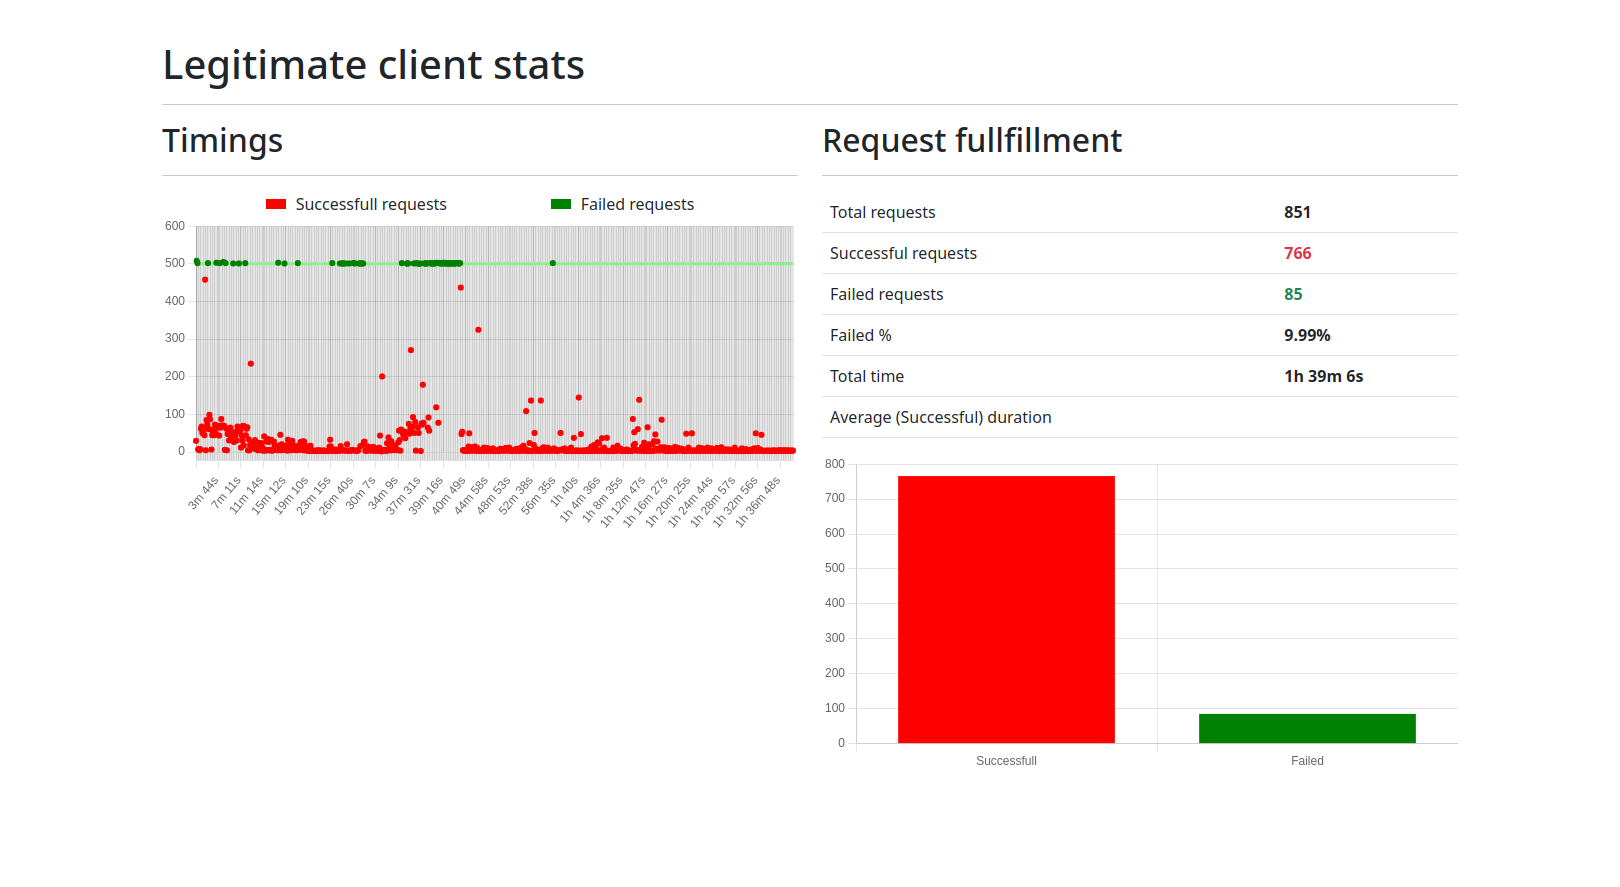 Legitimate client stats
Timings
Successfull requests
Failed requests
600
500
400
300
200
100
0
3m 44s
7m 11s
11m 14s
15m 12s
19m 10s
23m 15s
26m 40s
30m 7s
34m 9s
37m 31s
39m 16s
40m 49s
44m 58s
48m 53s
52m 38s
56m 35s
1h 40s
1h 4m 36s
1h 8m 35s
1h 12m 47s
1h 16m 27s
1h 20m 25s
1h 24m 44s
1h 28m 57s
1h 32m 56s
1h 36m 48s
Request fullfillment
Total requests 851
Successful requests 766
Failed requests 85
Failed % 9.99%
Total time 1h 39m 6s
Average (Successful) duration
800
700
600
500
400
300
200
100
0
Successfull
Failed